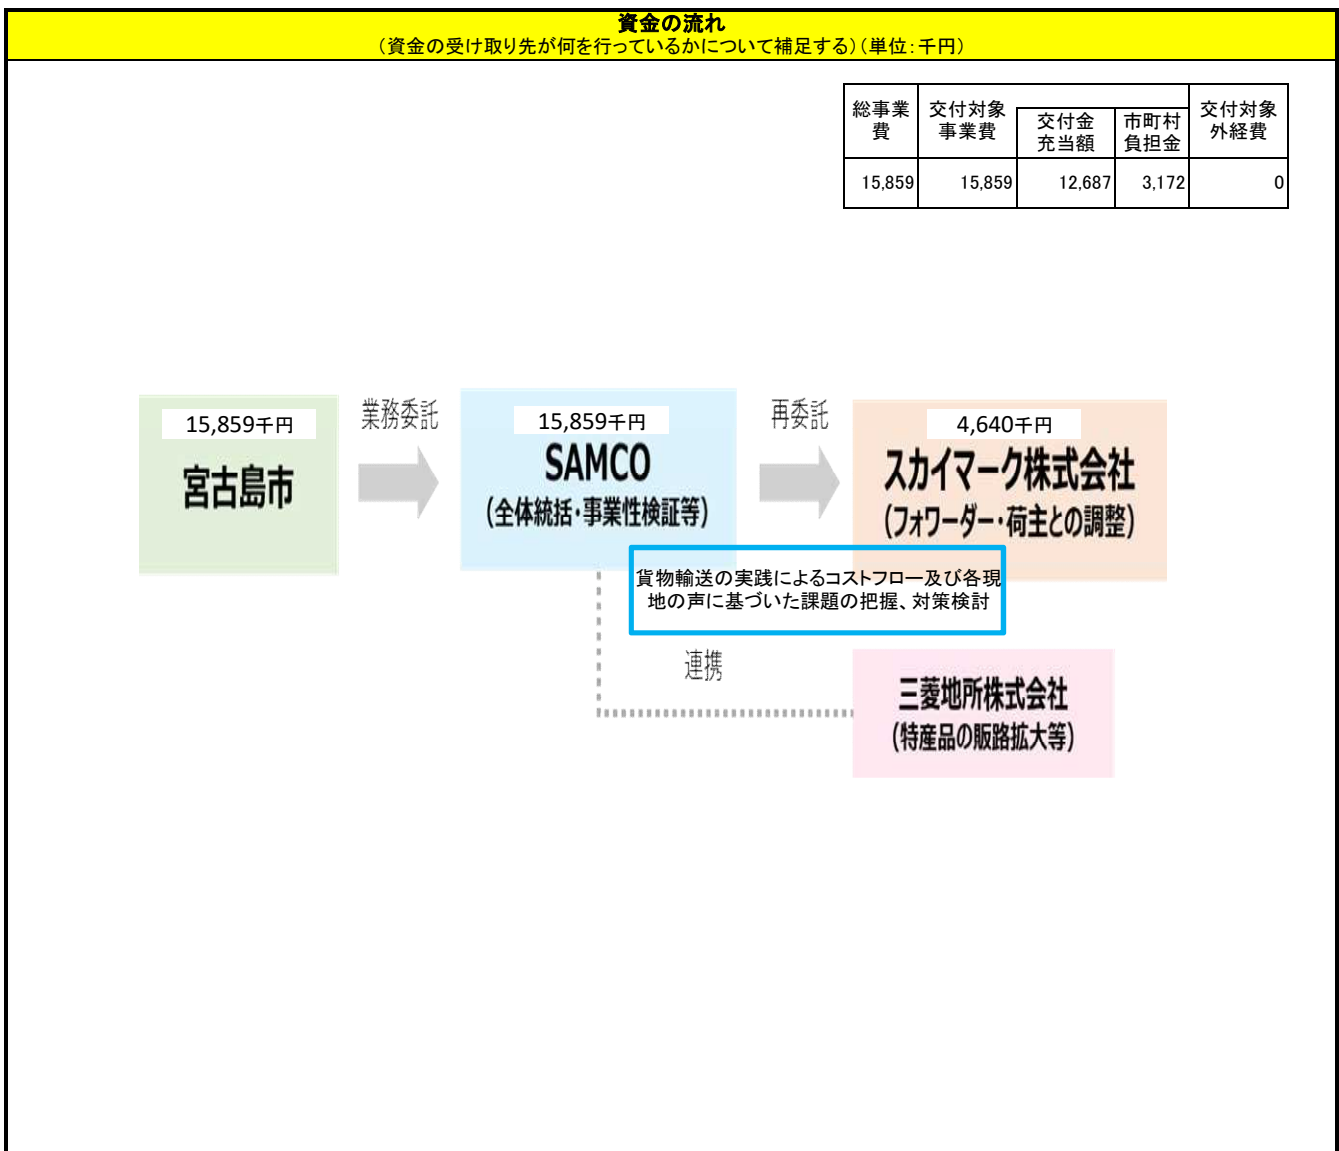 資金の流れ
（資金の受け取り先が何を行っているかについて補足する）（単位：千円）
総事業費 交付対象事業費 交付金充当額 市町村負担金 交付対象外経費
15,859 15,859 12,687 3,172 0
15,859千円
宮古島市
業務委託
15,859千円
SAMCO
(全体統括・事業性検証等)
再委託
4,640千円
スカイマーク株式会社
(フォワーダー・荷主との調整)
貨物輸送の実践によるコストフロー及び各現
地の声に基づいた課題の把握、対策検討
連携
三菱地所株式会社
(特産品の販路拡大等)